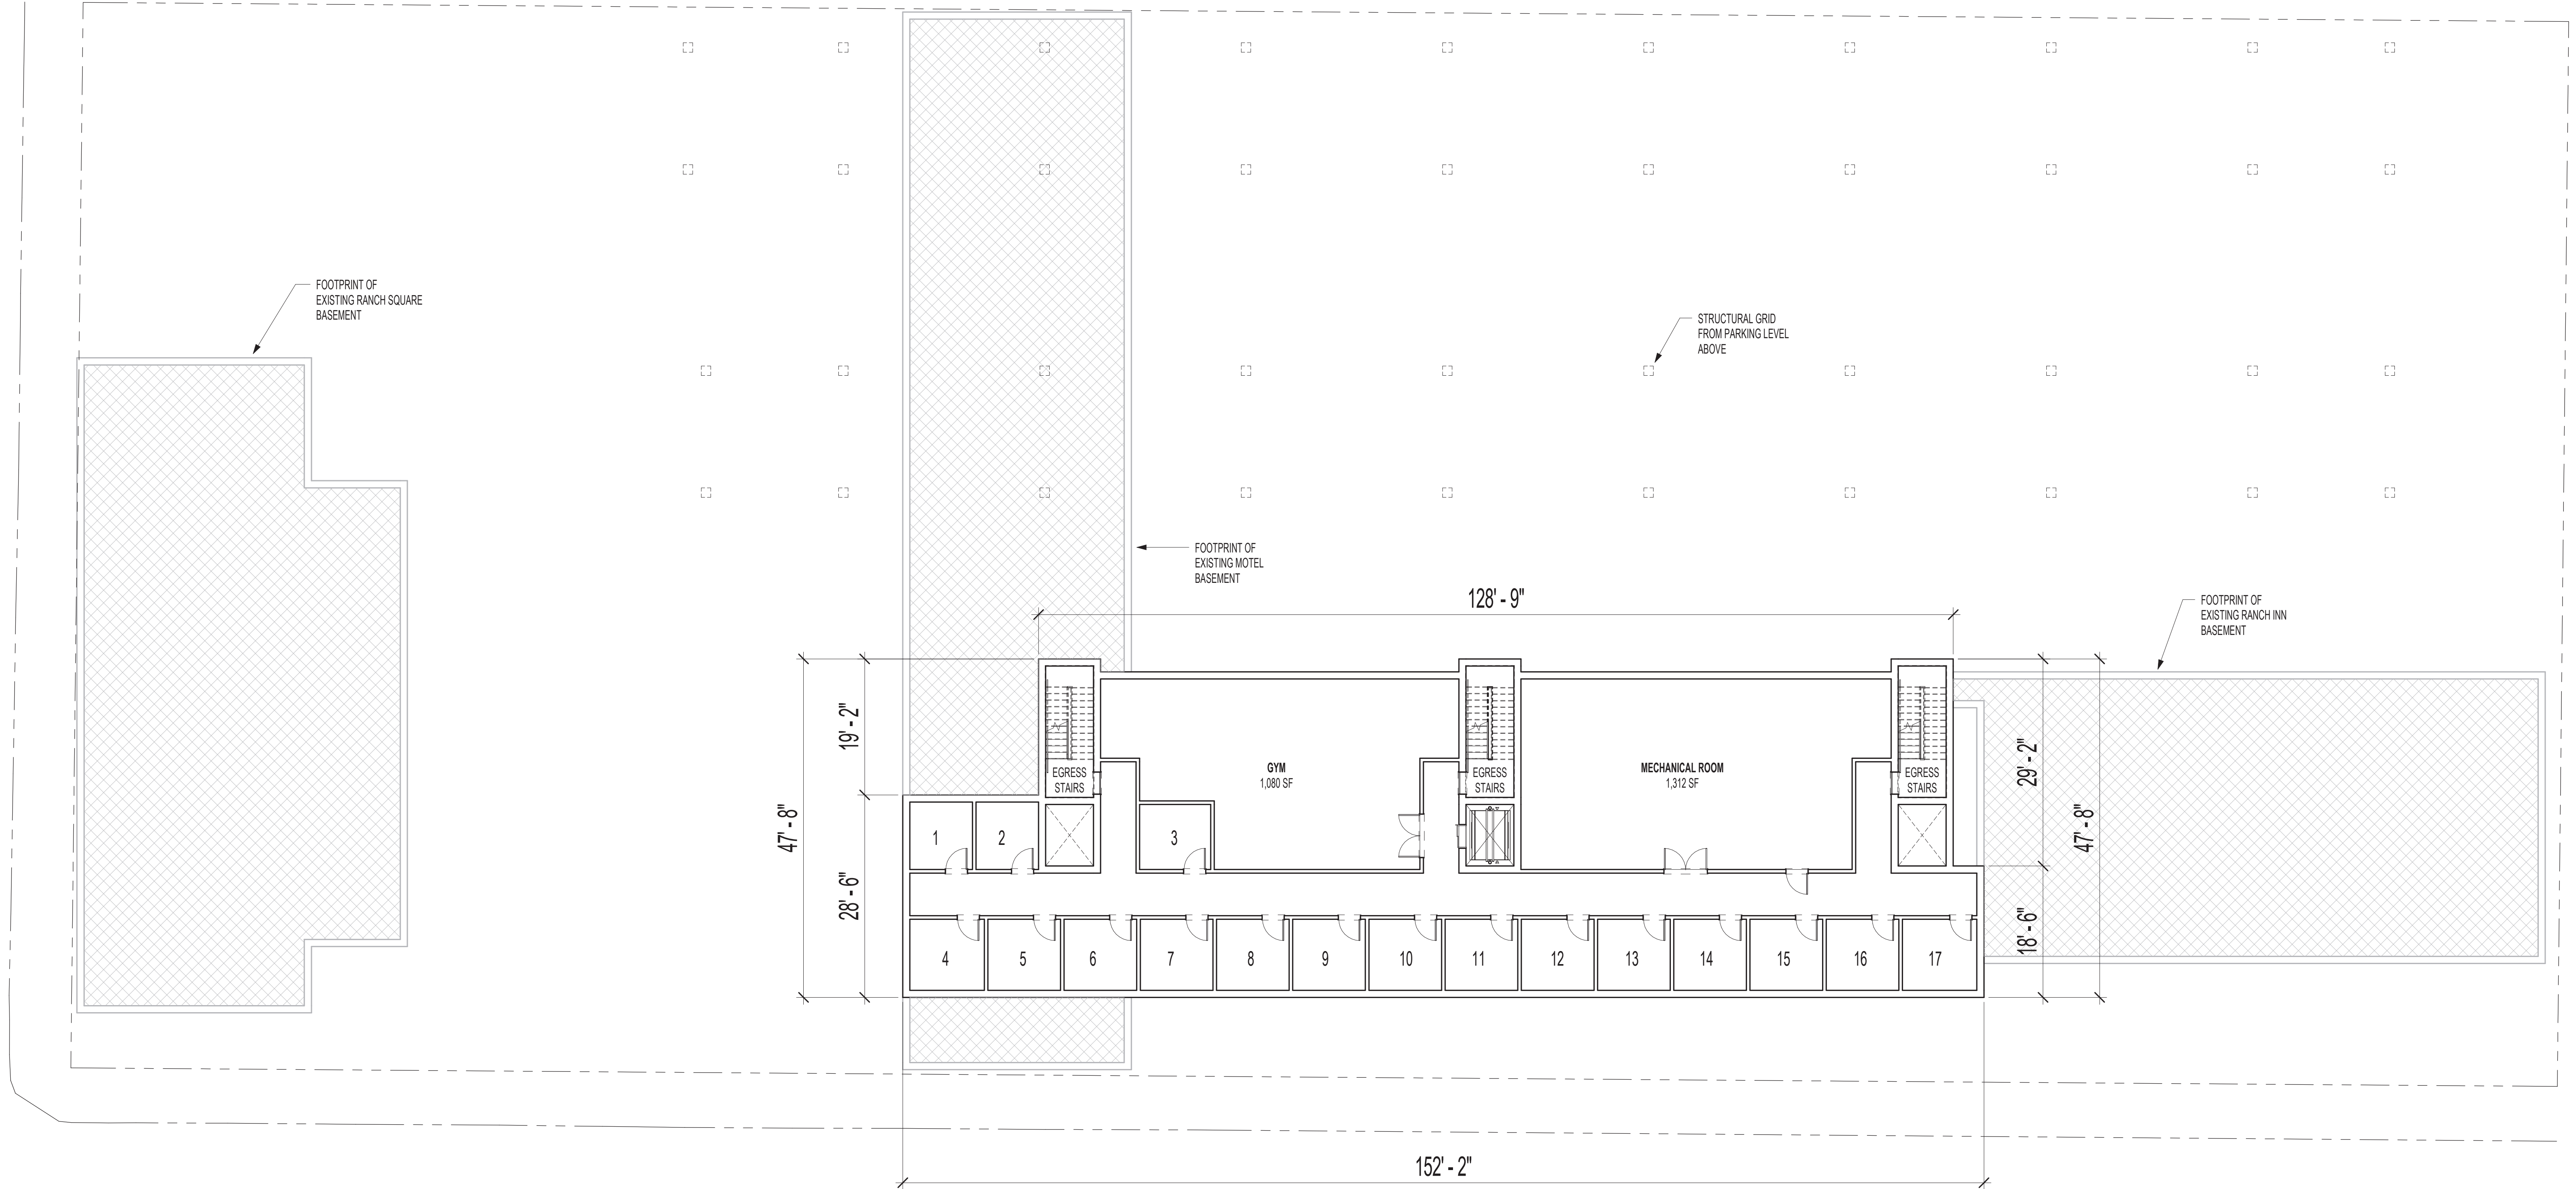 FOOTPRINT OF
EXISTING RANCH SQUARE
BASEMENT
STRUCTURAL GRID
FROM PARKING LEVEL
ABOVE
FOOTPRINT OF
EXISTING MOTEL
BASEMENT
128' - 9"
FOOTPRINT OF
EXISTING RANCH INN
BASEMENT
47' - 8"
19' - 2"
28' - 6"
EGRESS
STAIRS
GYM
1,080 SF
EGRESS
STAIRS
MECHANICAL ROOM
1,312 SF
EGRESS
STAIRS
29' - 2"
18' - 6"
47' - 8"
1
2
3
4
5
6
7
8
9
10
11
12
13
14
15
16
17
152' - 2"